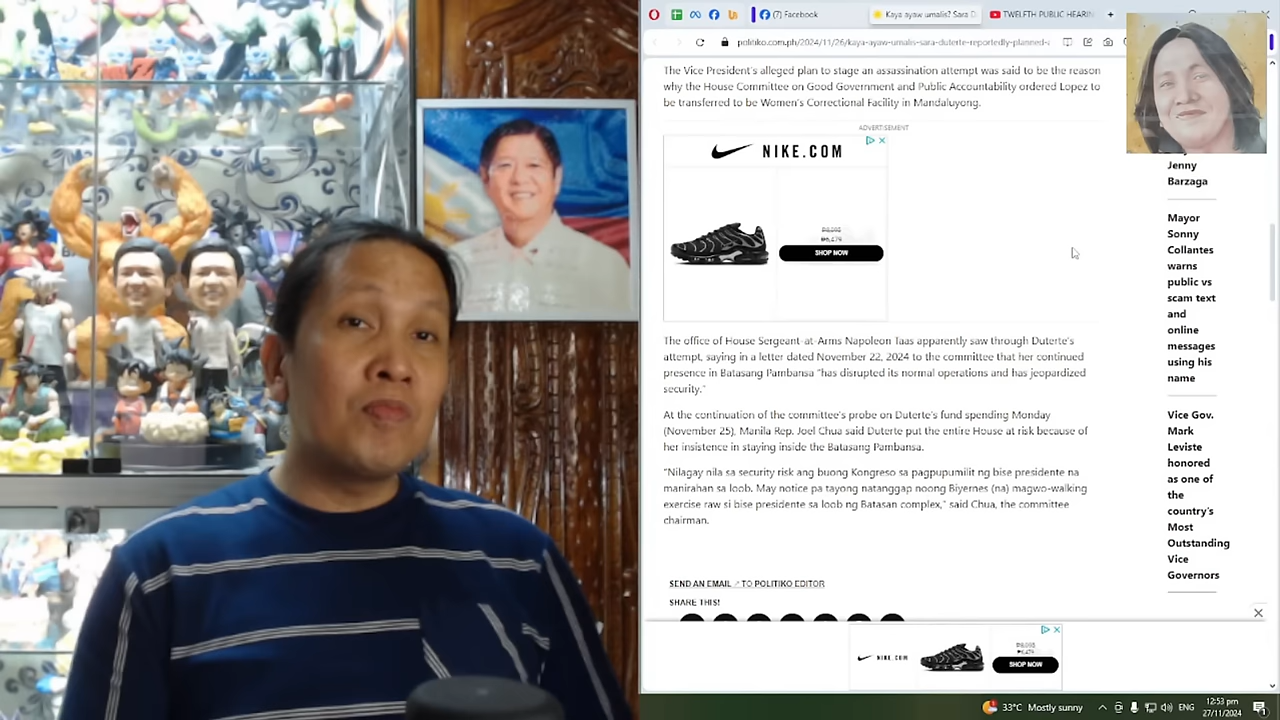 (7) Facebook
Kaya ayaw umalis? Sara D
TWELFTH PUBLIC HEARIN
politiko.com.ph/2024/11/26/kaya-ayaw-umalis-sara-duterte-reportedly-planned-a
The Vice President's alleged plan to stage an assassination attempt was said to be the reason
why the House Committee on Good Government and Public Accountability ordered Lopez to
be transferred to be Women's Correctional Facility in Mandaluyong.
ADVERTISEMENT
NIKE.COM
SHOP NOW
The office of House Sergeant-at-Arms Napoleon Taas apparently saw through Duterte's
attempt, saying in a letter dated November 22, 2024 to the committee that her continued
presence in Batasang Pambansa "has disrupted its normal operations and has jeopardized
security."
At the continuation of the committee's probe on Duterte's fund spending Monday
(November 25), Manila Rep. Joel Chua said Duterte put the entire House at risk because of
her insistence in staying inside the Batasang Pambansa.
"Nilagay nila sa security risk ang buong Kongreso sa pagpupumilit ng bise presidente na
manirahan sa loob. May notice pa tayong natanggap noong Biyernes (na) magwo-walking
exercise raw si bise presidente sa loob ng Batasan complex," said Chua, the committee
chairman.
SEND AN EMAIL TO POLITIKO EDITOR
SHARE THIS!
Jenny
Barzaga
Mayor
Sonny
Collantes
warns
public vs
scam text
and
online
messages
using his
name
Vice Gov.
Mark
Leviste
honored
as one of
the
country's
Most
Outstanding
Vice
Governors
NIKE.COM
SHOP NOW
33°C Mostly sunny
ENG
12:53 pm
27/11/2024